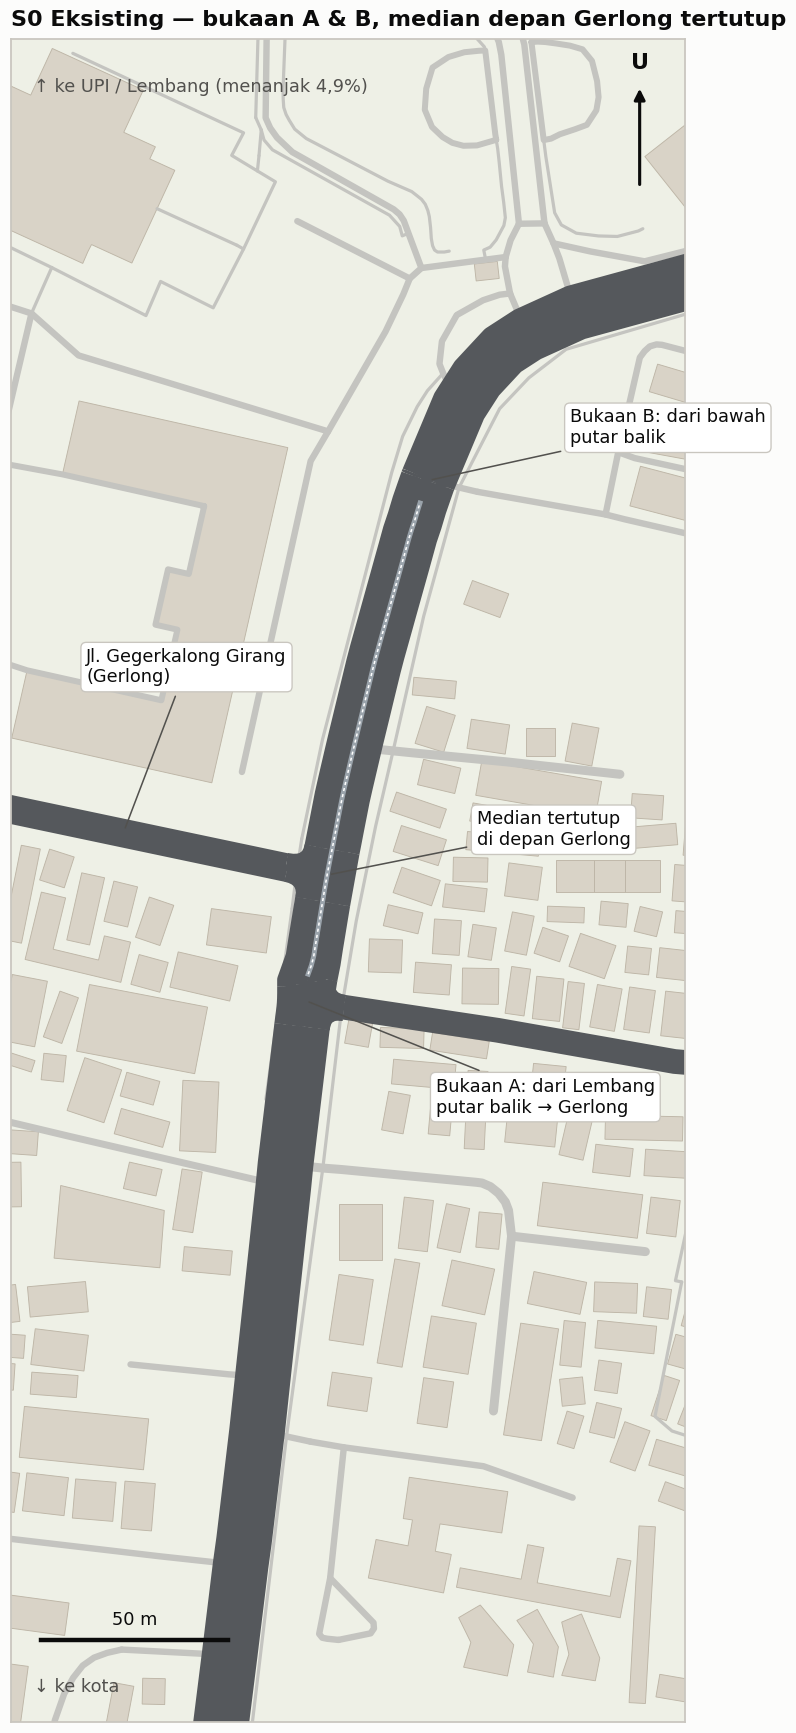 S0 Eksisting — bukaan A & B, median depan Gerlong tertutup
↑ ke UPI / Lembang (menanjak 4,9%)
U
Bukaan B: dari bawah
putar balik
Jl. Gegerkalong Girang
(Gerlong)
Median tertutup
di depan Gerlong
Bukaan A: dari Lembang
putar balik → Gerlong
50 m
↓ ke kota